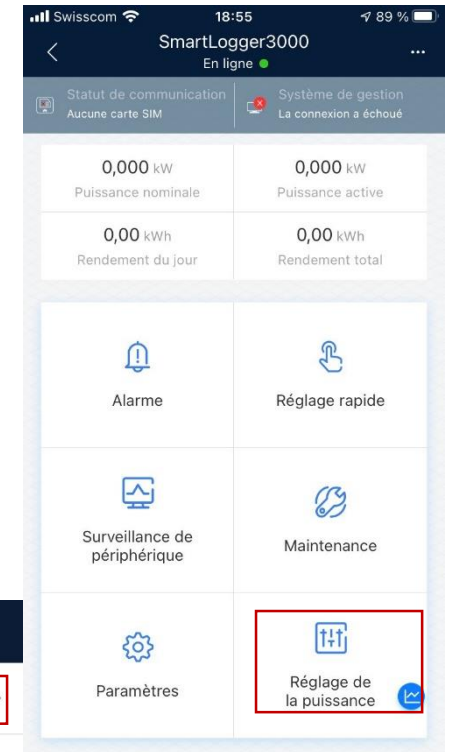 Swisscom 18:55 89 %
SmartLogger3000
...
En ligne
Statut de communication
Aucune carte SIM
Système de gestion
La connexion a échoué
0,000 kW
Puissance nominale
0,000 kW
Puissance active
0,00 kWh
Rendement du jour
0,00 kWh
Rendement total
Alarme
Réglage rapide
Surveillance de
périphérique
Maintenance
Paramètres
Réglage de
la puissance